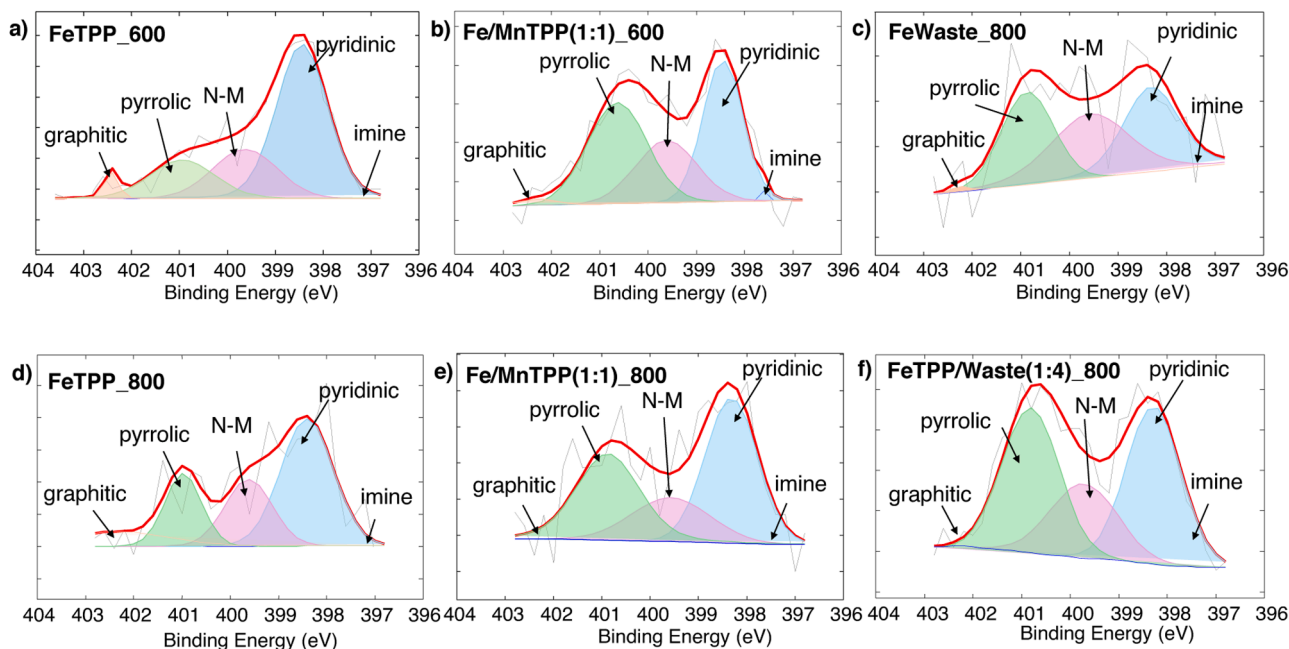 a) FeTPP_600
pyridinic
N-M
pyrrolic
graphitic
imine
404 403 402 401 400 399 398 397 396
Binding Energy (eV)
b) Fe/MnTPP(1:1)_600
N-M
pyrrolic
pyridinic
graphitic
imine
404 403 402 401 400 399 398 397 396
Binding Energy (eV)
c) FeWaste_800
pyridinic
N-M
pyrrolic
imine
graphitic
404 403 402 401 400 399 398 397 396
Binding Energy (eV)
d) FeTPP_800
pyridinic
N-M
pyrrolic
graphitic
imine
404 403 402 401 400 399 398 397 396
Binding Energy (eV)
e) Fe/MnTPP(1:1)_800
pyridinic
N-M
pyrrolic
graphitic
imine
404 403 402 401 400 399 398 397 396
Binding Energy (eV)
f) FeTPP/Waste(1:4)_800
pyridinic
N-M
pyrrolic
imine
graphitic
404 403 402 401 400 399 398 397 396
Binding Energy (eV)